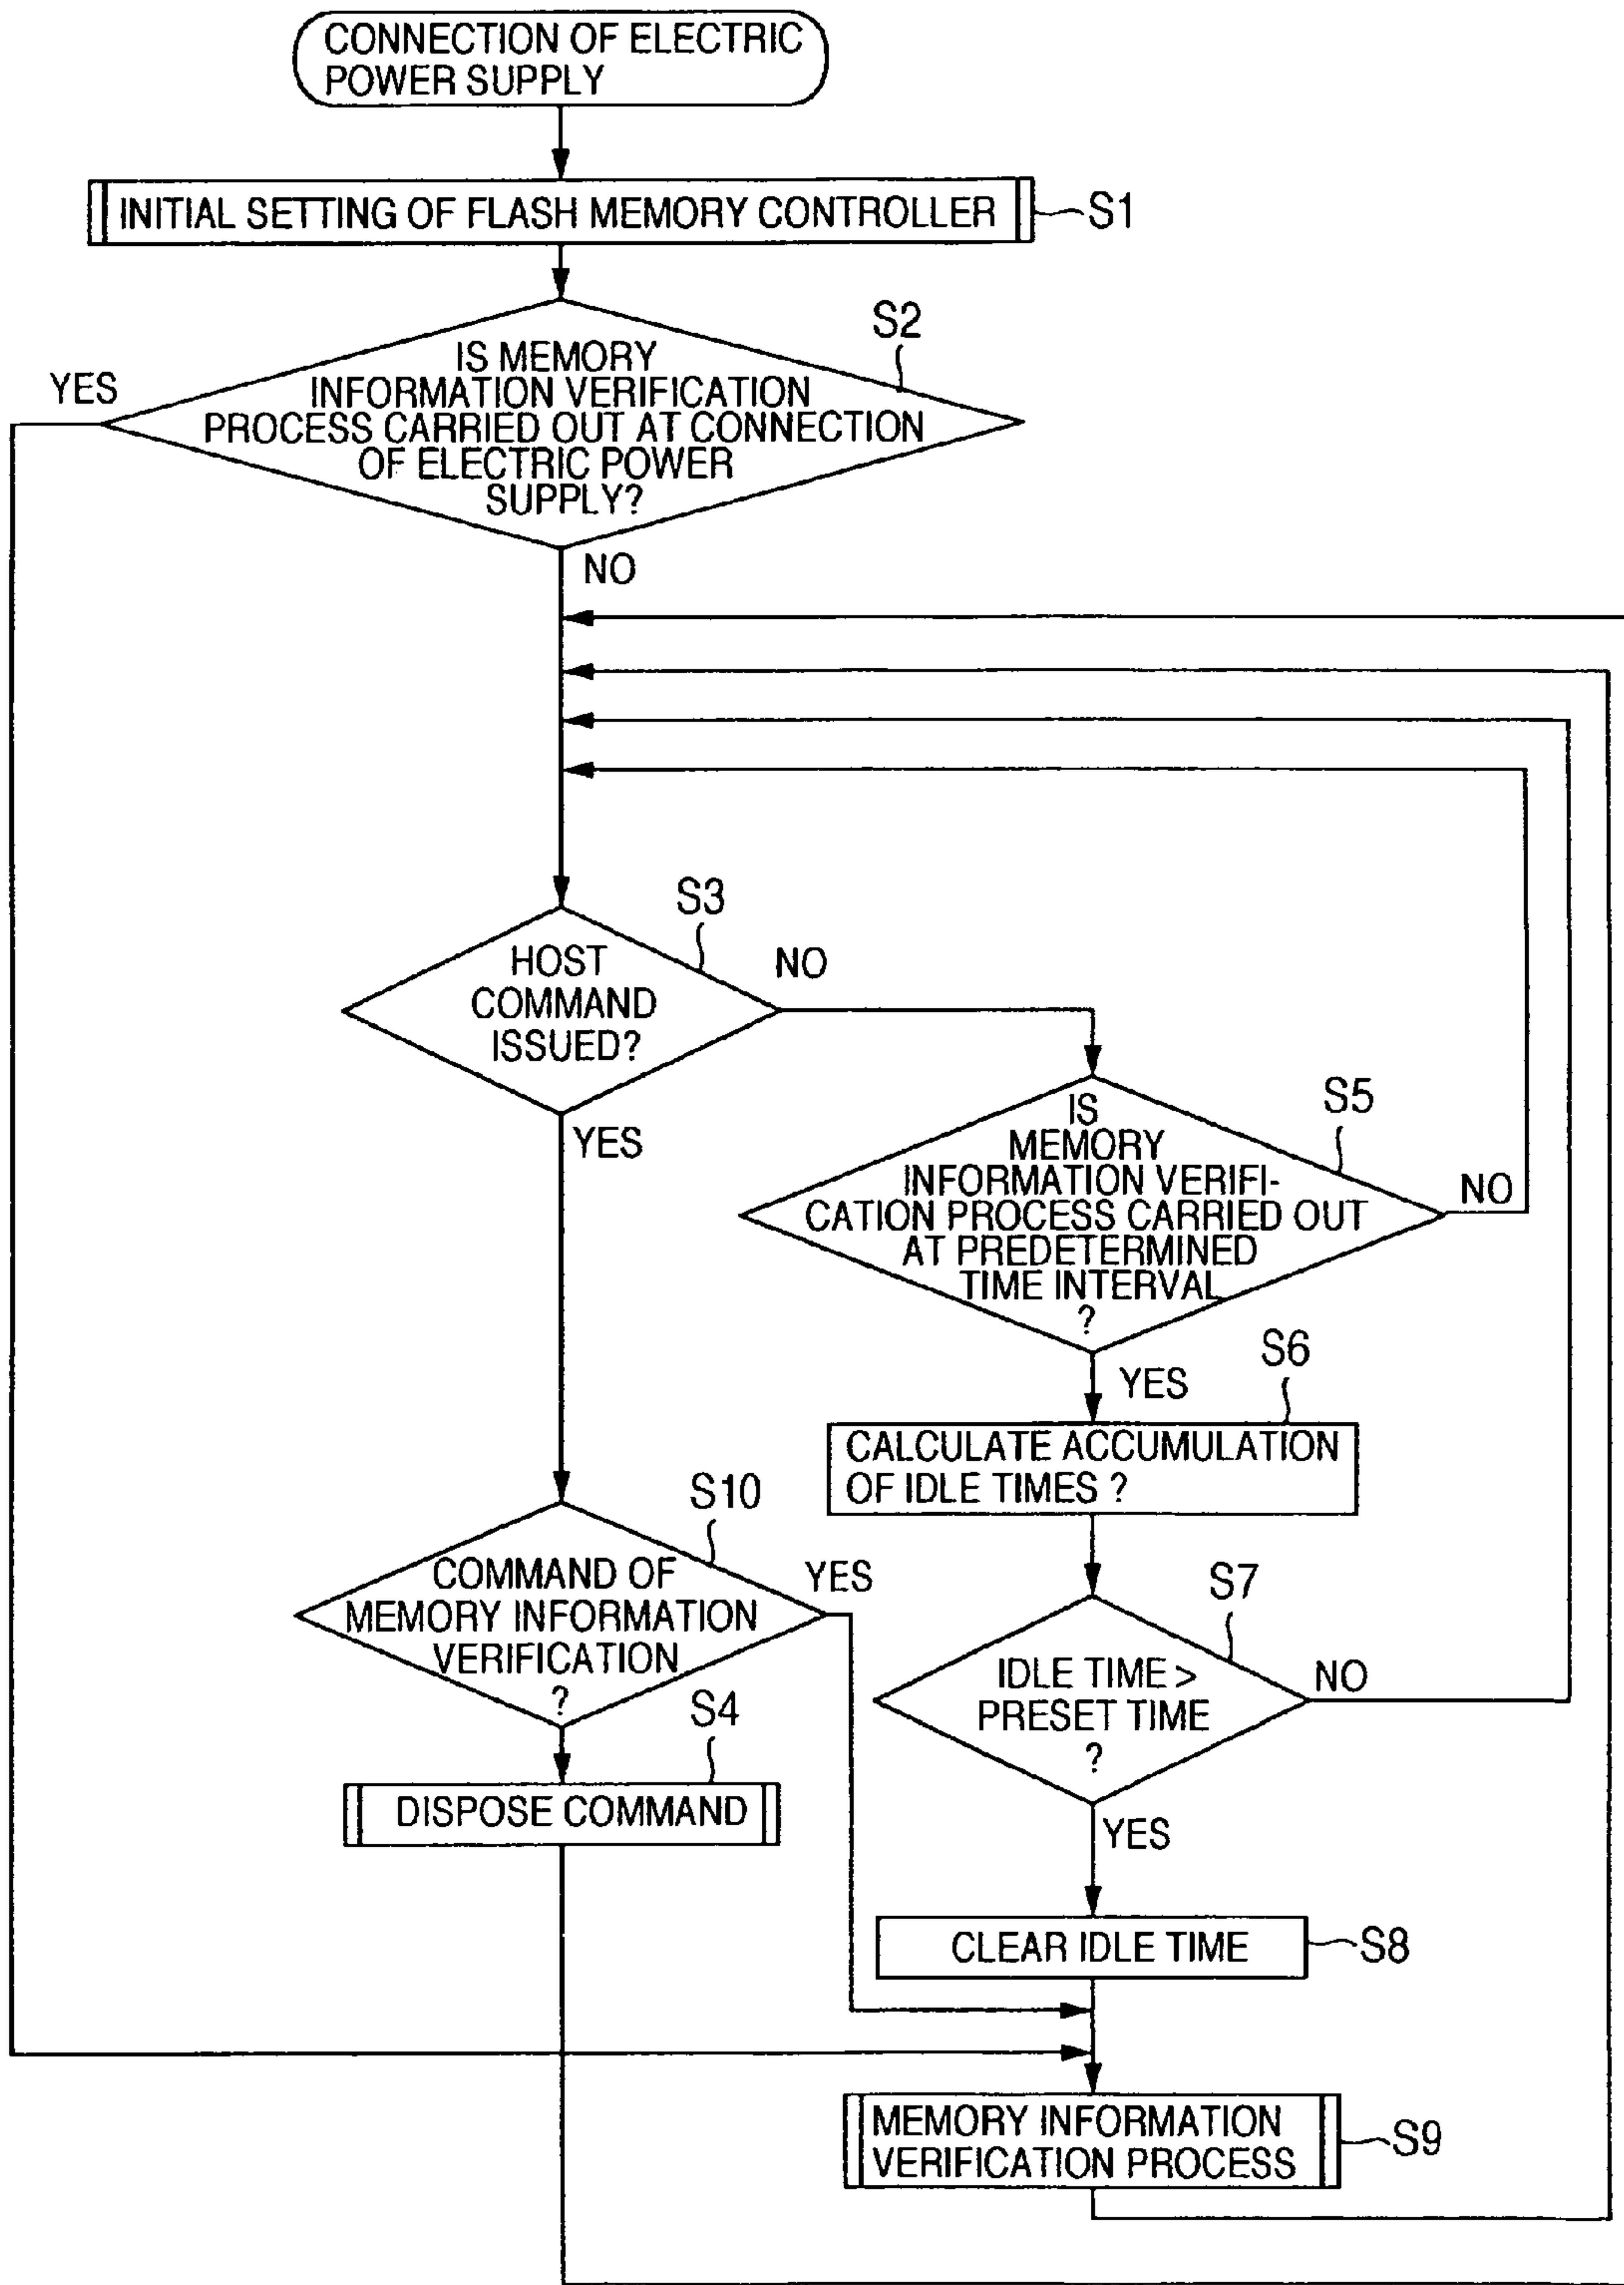 CONNECTION OF ELECTRIC
POWER SUPPLY
INITIAL SETTING OF FLASH MEMORY CONTROLLER
S1
S2
IS MEMORY
INFORMATION VERIFICATION
PROCESS CARRIED OUT AT CONNECTION
OF ELECTRIC POWER
SUPPLY?
YES
NO
S3
HOST
COMMAND
ISSUED?
NO
YES
S5
IS
MEMORY
INFORMATION VERIFI-
CATION PROCESS CARRIED OUT
AT PREDETERMINED
TIME INTERVAL
?
NO
YES
S6
CALCULATE ACCUMULATION
OF IDLE TIMES ?
S10
COMMAND OF
MEMORY INFORMATION
VERIFICATION
?
YES
S7
IDLE TIME >
PRESET TIME
?
NO
YES
S4
DISPOSE COMMAND
CLEAR IDLE TIME
S8
MEMORY INFORMATION
VERIFICATION PROCESS
S9